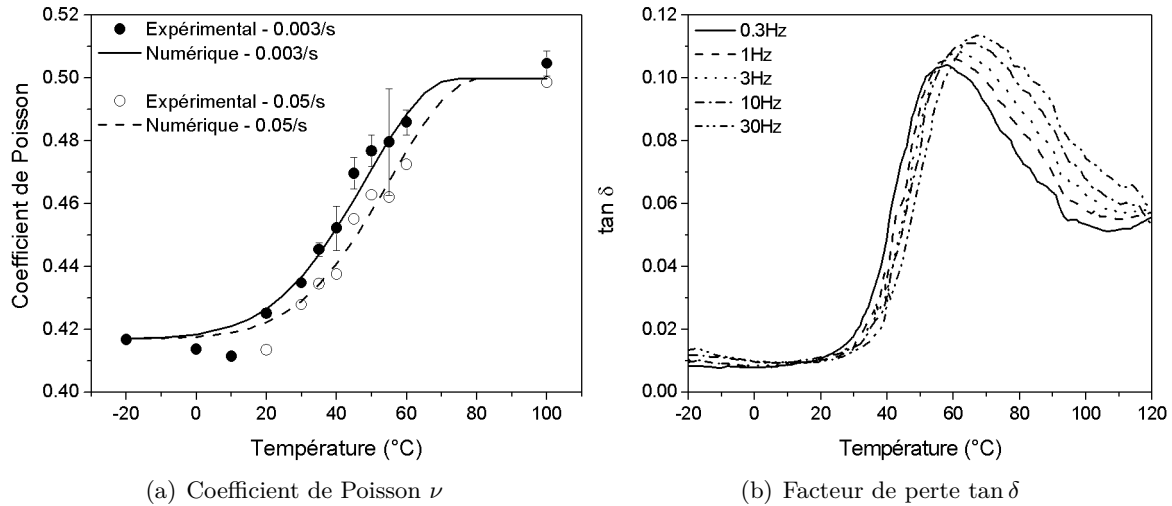 0.52
0.50
0.48
0.46
0.44
0.42
0.40
Coefficient de Poisson
Expérimental - 0.003/s
Numérique - 0.003/s
Expérimental - 0.05/s
Numérique - 0.05/s
-20 0 20 40 60 80 100
Température (°C)
(a) Coefficient de Poisson ν
0.12
0.10
0.08
0.06
0.04
0.02
0.00
tan δ
0.3Hz
1Hz
3Hz
10Hz
30Hz
-20 0 20 40 60 80 100 120
Température (°C)
(b) Facteur de perte tan δ